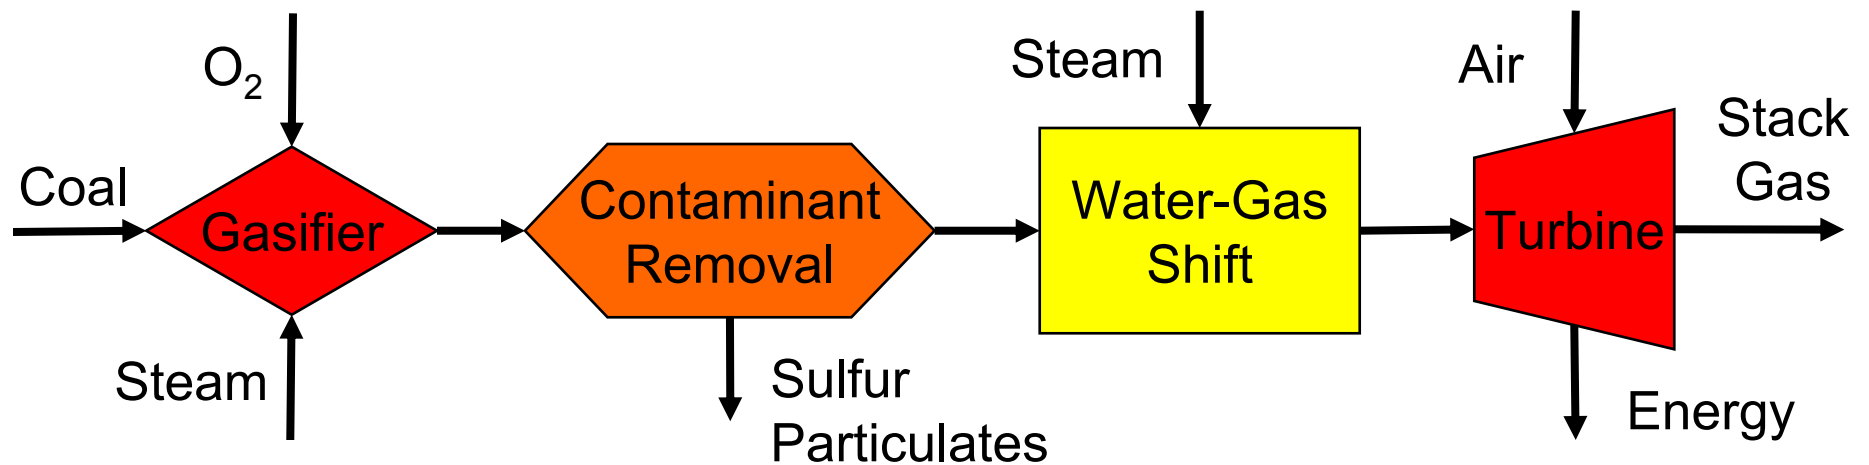 O₂
Coal
Gasifier
Steam
Contaminant
Removal
Sulfur
Particulates
Steam
Water-Gas
Shift
Air
Turbine
Stack
Gas
Energy